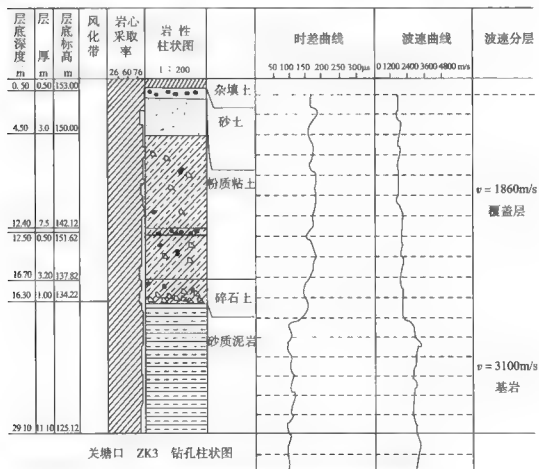 层底深度 m
层厚 m
层底标高 m
风化带
岩心采取率
26 60 76
岩性柱状图
1：200
时差曲线
50 100 150 200 250 300μs
波速曲线
0 1200 2400 3600 4800 m/s
波速分层
0.50 0.50 153.00
杂填土
砂土
4.50 3.0 150.00
粉质粘土
v = 1860m/s
覆盖层
12.40 7.5 142.12
12.50 0.50 151.62
16.70 3.20 137.82
16.30 1.00 134.22
碎石土
砂质泥岩
v = 3100m/s
基岩
29.10 11.10 125.12
关塘口 ZK3 钻孔柱状图